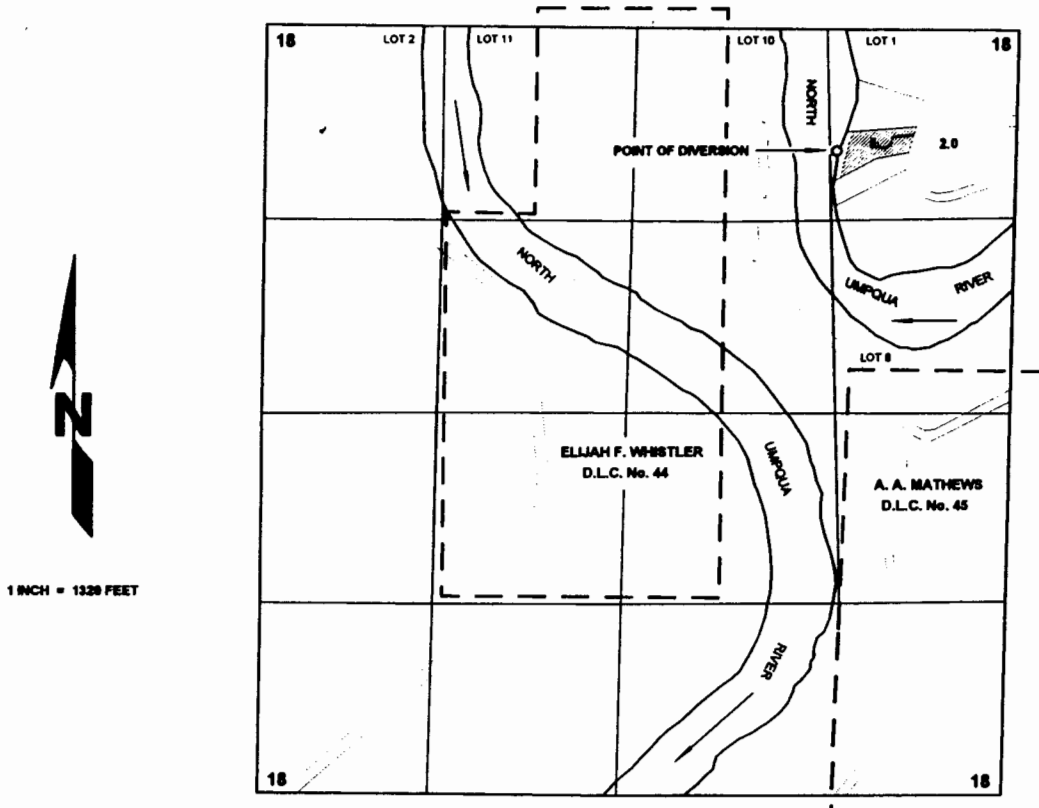 18
LOT 2
LOT 11
LOT 10
LOT 1
18
NORTH
POINT OF DIVERSION
2.0
NORTH
UMPQUA
RIVER
LOT 8
N
ELIJAH F. WHISTLER
D.L.C. No. 44
UMPQUA
A. A. MATHEWS
D.L.C. No. 45
1 INCH = 1320 FEET
RIVER
18
18